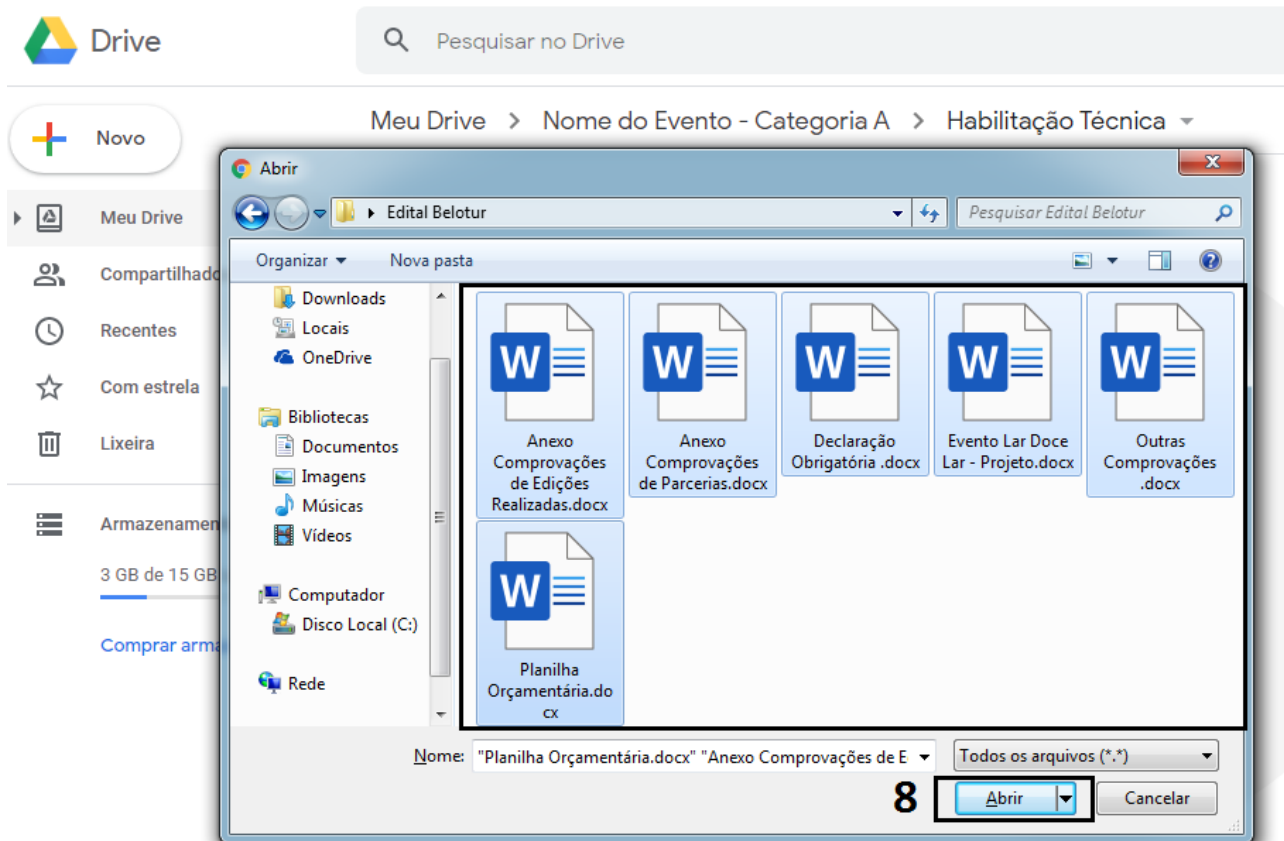 Drive
Pesquisar no Drive
Meu Drive > Nome do Evento - Categoria A > Habilitação Técnica
Novo
Meu Drive
Compartilhado
Recentes
Com estrela
Lixeira
Armazenamen
3 GB de 15 GB
Comprar arma
Abrir
Edital Belotur
Pesquisar Edital Belotur
Organizar
Nova pasta
Downloads
Locais
OneDrive
Bibliotecas
Documentos
Imagens
Músicas
Vídeos
Computador
Disco Local (C:)
Rede
Anexo
Comprovações
de Edições
Realizadas.docx
Anexo
Comprovações
de Parcerias.docx
Declaração
Obrigatória .docx
Evento Lar Doce
Lar - Projeto.docx
Outras
Comprovações
.docx
Planilha
Orçamentária.do
cx
Nome: "Planilha Orçamentária.docx" "Anexo Comprovações de E
Todos os arquivos (*.*)
8
Abrir
Cancelar